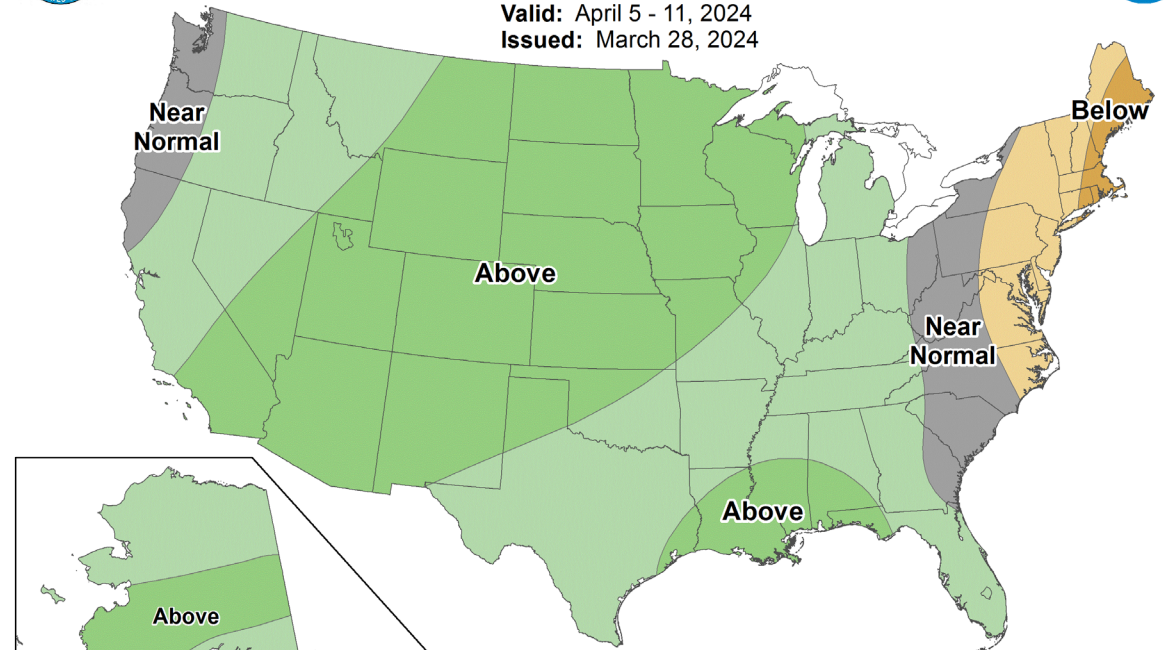 Valid: April 5 - 11, 2024
Issued: March 28, 2024
Near
Normal
Below
Above
Near
Normal
Above
Above